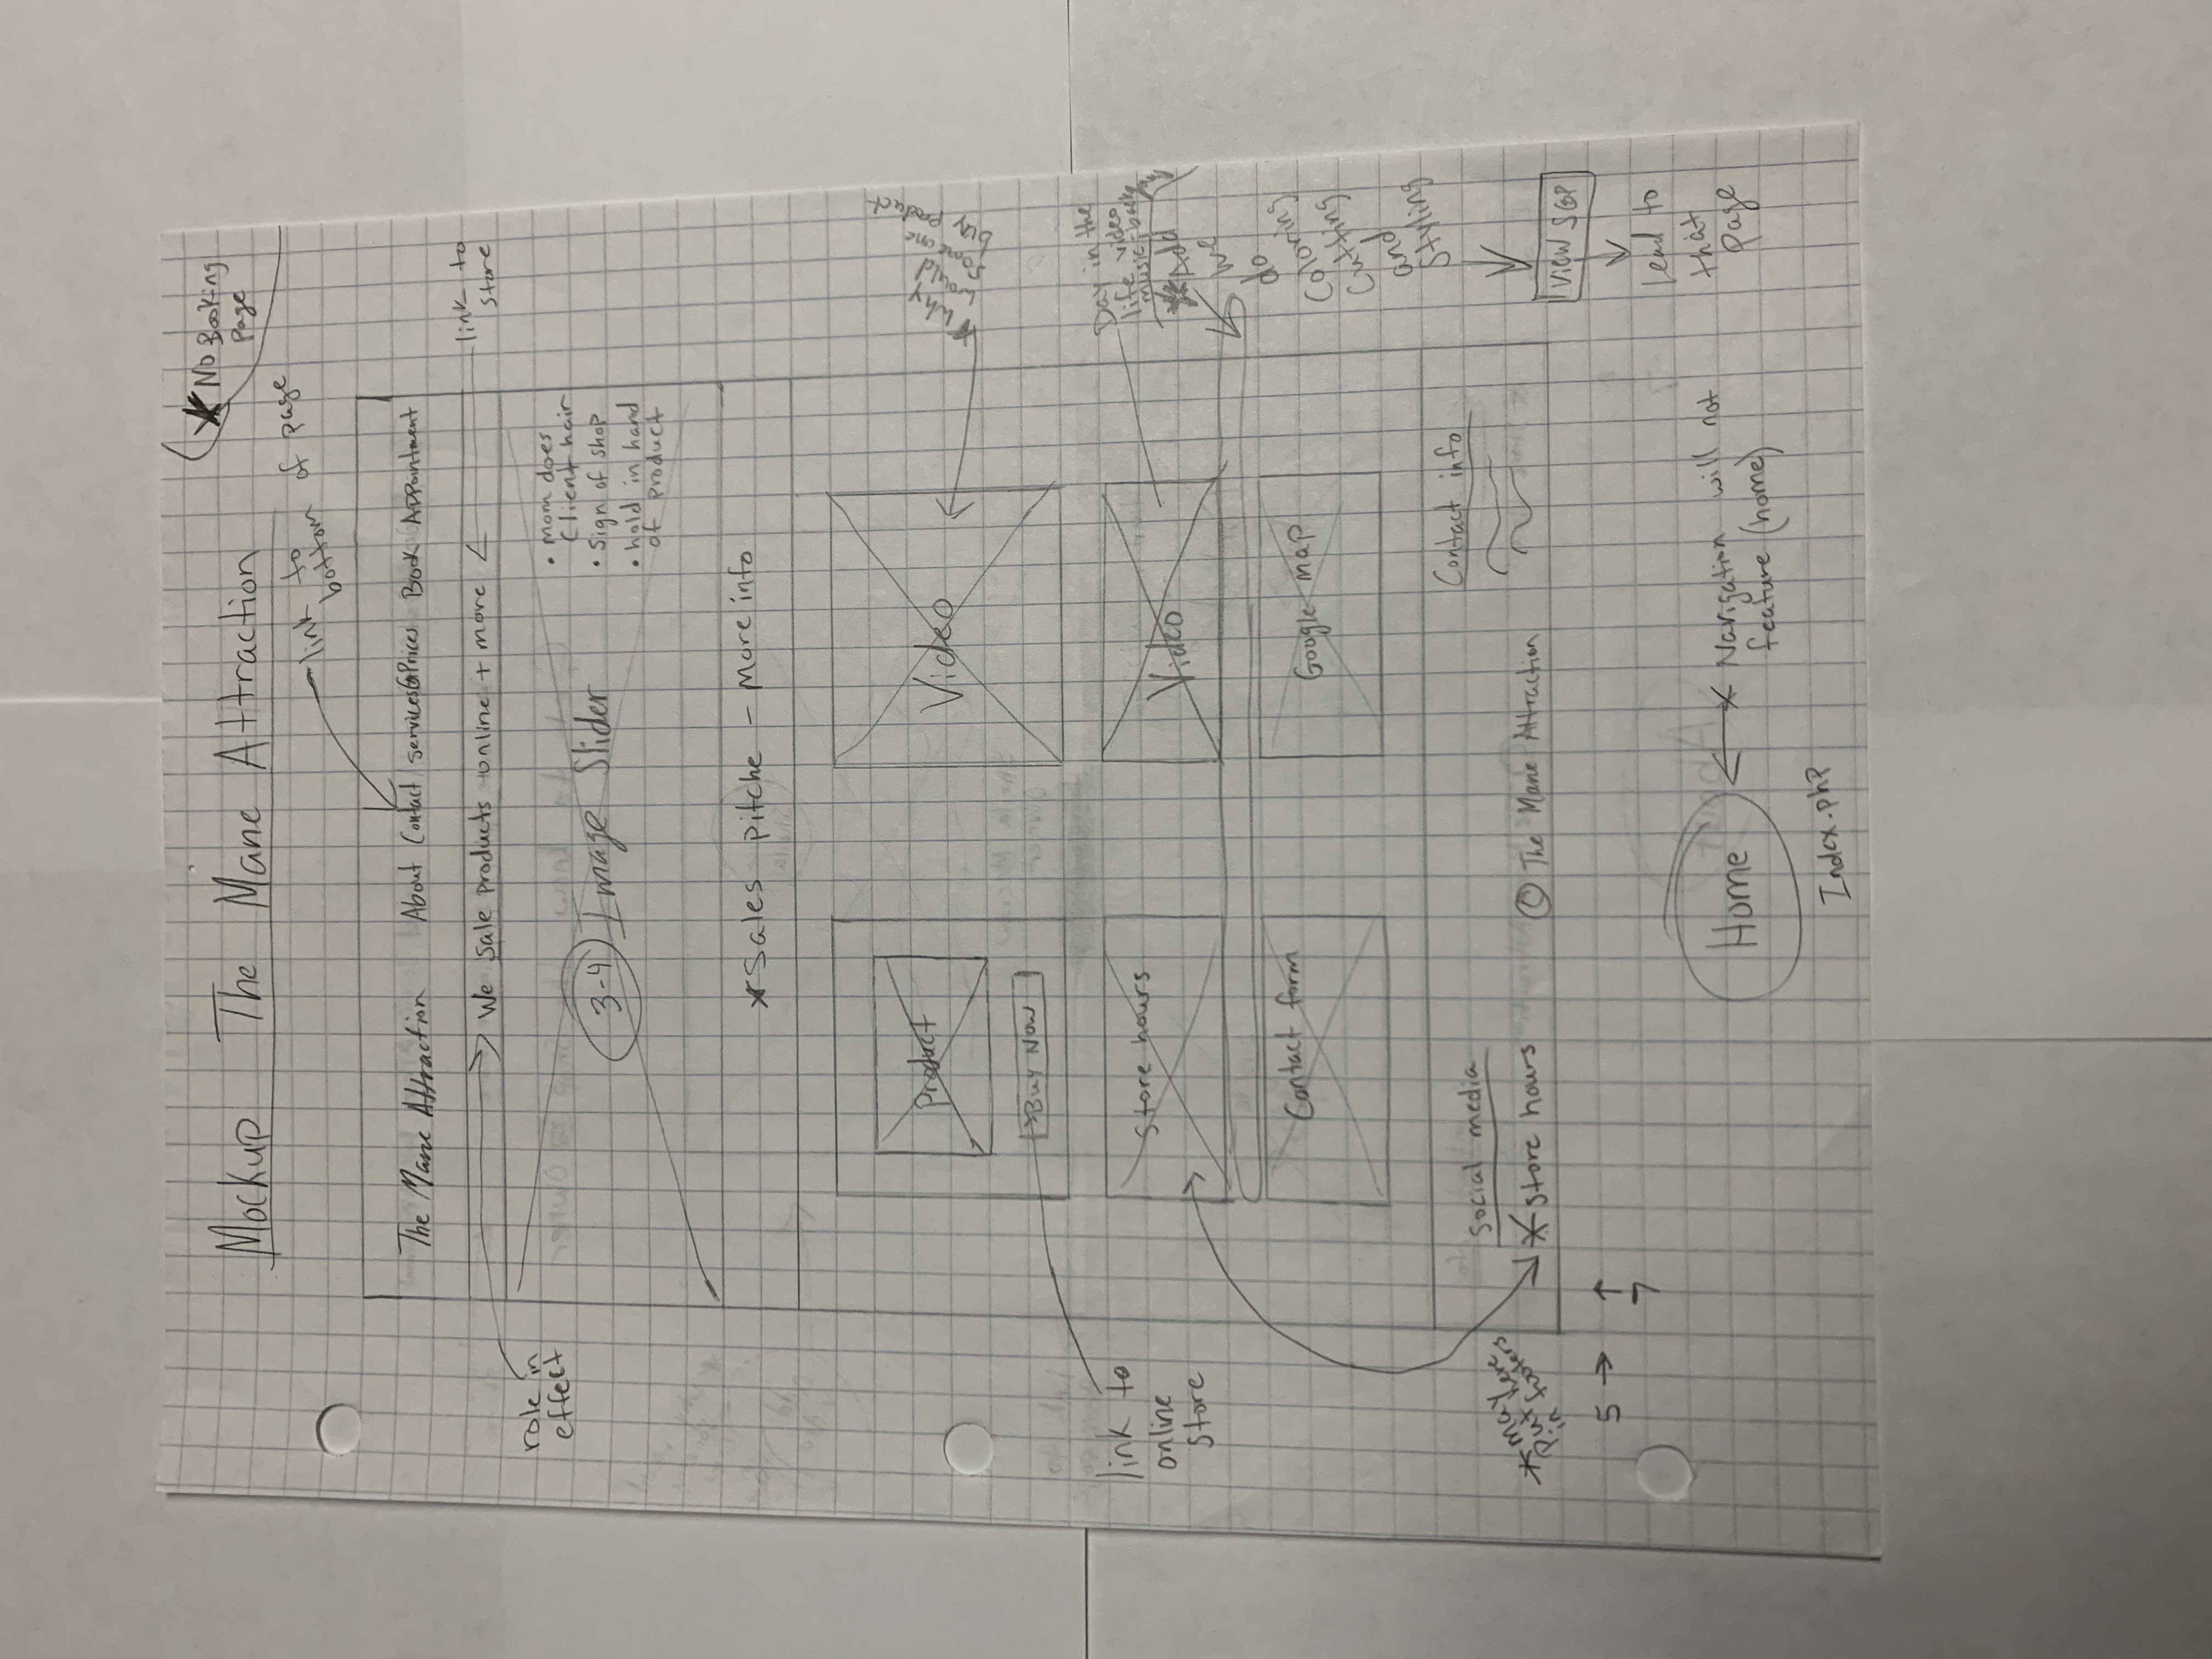 Mockup The Mane Attraction
* No Booking
Page
link to
bottom of page
The Mane Attraction About Contact Services&Prices Book Appointment
We sale products online + more
link to
store
role in
effect
3-4 Image Slider
• mom does
Client hair
• Sign of shop
• hold in hand
of product
*Sales pitche - More info
Product
Buy Now
Video
* Why
would
someone
buy product
link to
online
store
Store hours
Video
Day in the
life video
music
* Add
we
do
Coloring
Cutting
and
Styling
Contact form
Google map
View S&P
Lead to
that
page
Social media
* Store hours
Contact info
© The Mane Attraction
* may
Put here
in footers
5 →
↑
7
Home
* Navigation will not
feature (home)
Index.php